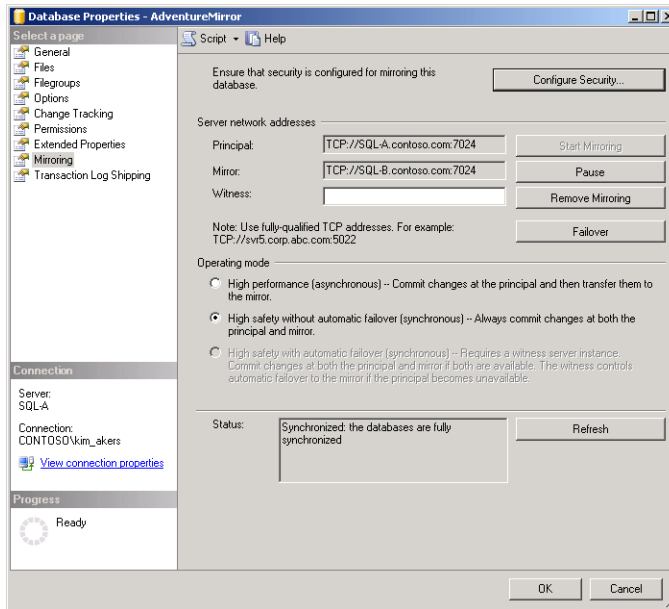 Database Properties - AdventureMirror
Select a page
General
Files
Filegroups
Options
Change Tracking
Permissions
Extended Properties
Mirroring
Transaction Log Shipping
Connection
Server:
SQL-A
Connection:
CONTOSO\kim_akers
View connection properties
Progress
Ready
Script
Help
Ensure that security is configured for mirroring this
database.
Configure Security...
Server network addresses
Principal:
TCP://SQL-A.contoso.com:7024
Start Mirroring
Mirror:
TCP://SQL-B.contoso.com:7024
Pause
Witness:
Remove Mirroring
Note: Use fully-qualified TCP addresses. For example:
TCP://svr5.corp.abc.com:5022
Failover
Operating mode
High performance (asynchronous) -- Commit changes at the principal and then transfer them to
the mirror.
High safety without automatic failover (synchronous) -- Always commit changes at both the
principal and mirror.
High safety with automatic failover (synchronous) -- Requires a witness server instance.
Commit changes at both the principal and mirror if both are available. The witness controls
automatic failover to the mirror if the principal becomes unavailable.
Status:
Synchronized: the databases are fully
synchronized
Refresh
OK
Cancel